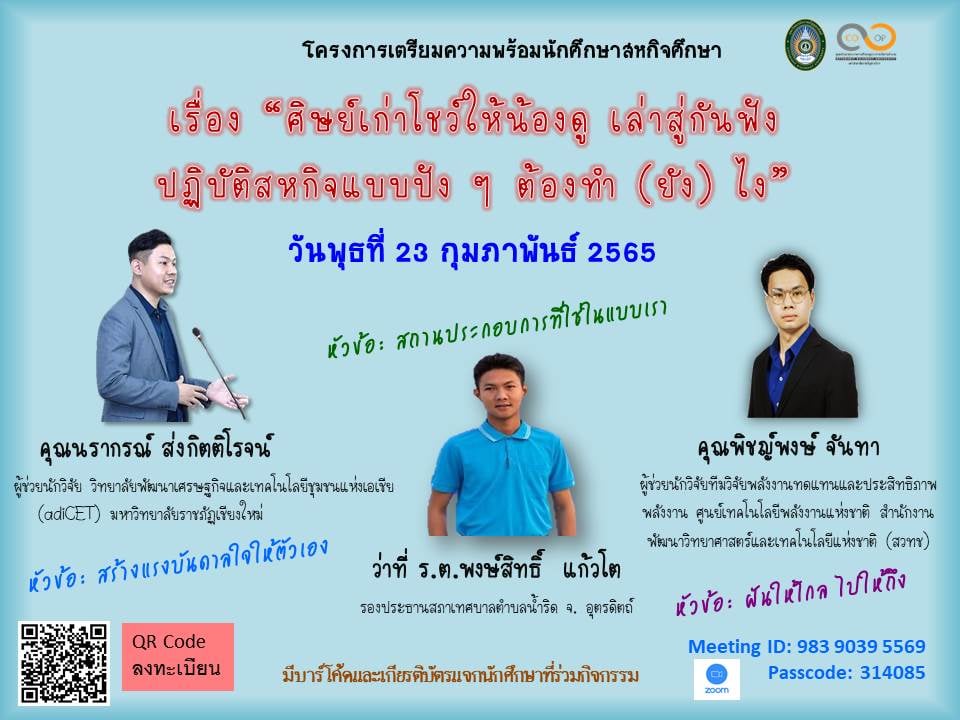 โครงการเตรียมความพร้อมนักศึกษาสหกิจศึกษา
CO OP
เรื่อง “ศิษย์เก่าโชว์ให้น้องดู เล่าสู่กันฟัง
ปฏิบัติสหกิจแบบปัง ๆ ต้องทำ (ยัง) ไง”
วันพุธที่ 23 กุมภาพันธ์ 2565
หัวข้อ: สถานประกอบการที่ใช่ในแบบเรา
คุณนรากรณ์ ส่งกิตติโรจน์
ผู้ช่วยนักวิจัย วิทยาลัยพัฒนาเศรษฐกิจและเทคโนโลยีชุมชนแห่งเอเชีย
(adiCET) มหาวิทยาลัยราชภัฏเชียงใหม่
หัวข้อ: สร้างแรงบันดาลใจให้ตัวเอง
ว่าที่ ร.ต.พงษ์สิทธิ์ แก้วโต
รองประธานสภาเทศบาลตำบลน้ำริด จ. อุตรดิตถ์
คุณพิชญ์พงษ์ จันทา
ผู้ช่วยนักวิจัยทีมวิจัยพลังงานทดแทนและประสิทธิภาพ
พลังงาน ศูนย์เทคโนโลยีพลังงานแห่งชาติ สำนักงาน
พัฒนาวิทยาศาสตร์และเทคโนโลยีแห่งชาติ (สวทช)
หัวข้อ: ฝันให้ไกล ไปให้ถึง
QR Code
ลงทะเบียน
มีบาร์โค้ดและเกียรติบัตรแจกนักศึกษาที่ร่วมกิจกรรม
Meeting ID: 983 9039 5569
Passcode: 314085
zoom